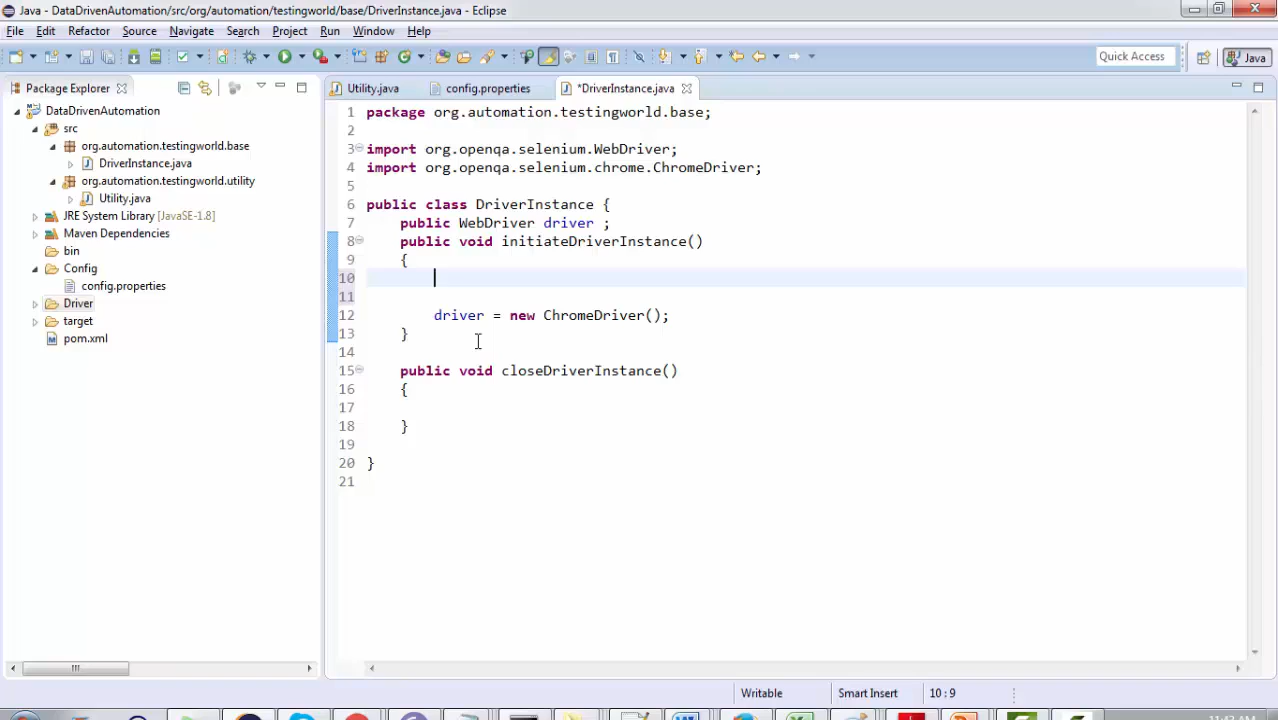 Java - DataDrivenAutomation/src/org/automation/testingworld/base/DriverInstance.java - Eclipse
File Edit Refactor Source Navigate Search Project Run Window Help
Quick Access
Java
Package Explorer
DataDrivenAutomation
src
org.automation.testingworld.base
DriverInstance.java
org.automation.testingworld.utility
Utility.java
JRE System Library [JavaSE-1.8]
Maven Dependencies
bin
Config
config.properties
Driver
target
pom.xml
Utility.java config.properties *DriverInstance.java
1 package org.automation.testingworld.base;
2
3 import org.openqa.selenium.WebDriver;
4 import org.openqa.selenium.chrome.ChromeDriver;
5
6 public class DriverInstance {
7 public WebDriver driver ;
8 public void initiateDriverInstance()
9 {
10
11
12 driver = new ChromeDriver();
13 }
14
15 public void closeDriverInstance()
16 {
17
18 }
19
20 }
21
Writable Smart Insert 10 : 9